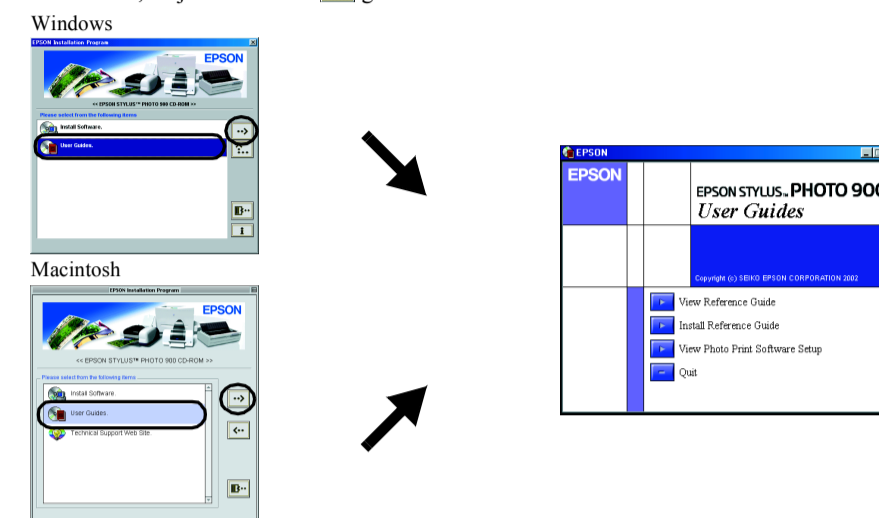 Windows
EPSON Installation Program
EPSON
<< EPSON STYLUS™ PHOTO 900 CD-ROM >>
Please select from the following items
Install Software.
User Guides.
Macintosh
EPSON Installation Program
EPSON
<< EPSON STYLUS™ PHOTO 900 CD-ROM >>
Please select from the following items
Install Software.
User Guides.
Technical Support Web Site.
EPSON
EPSON
EPSON STYLUS™ PHOTO 900
User Guides
Copyright (c) SEIKO EPSON CORPORATION 2002
View Reference Guide
Install Reference Guide
View Photo Print Software Setup
Quit